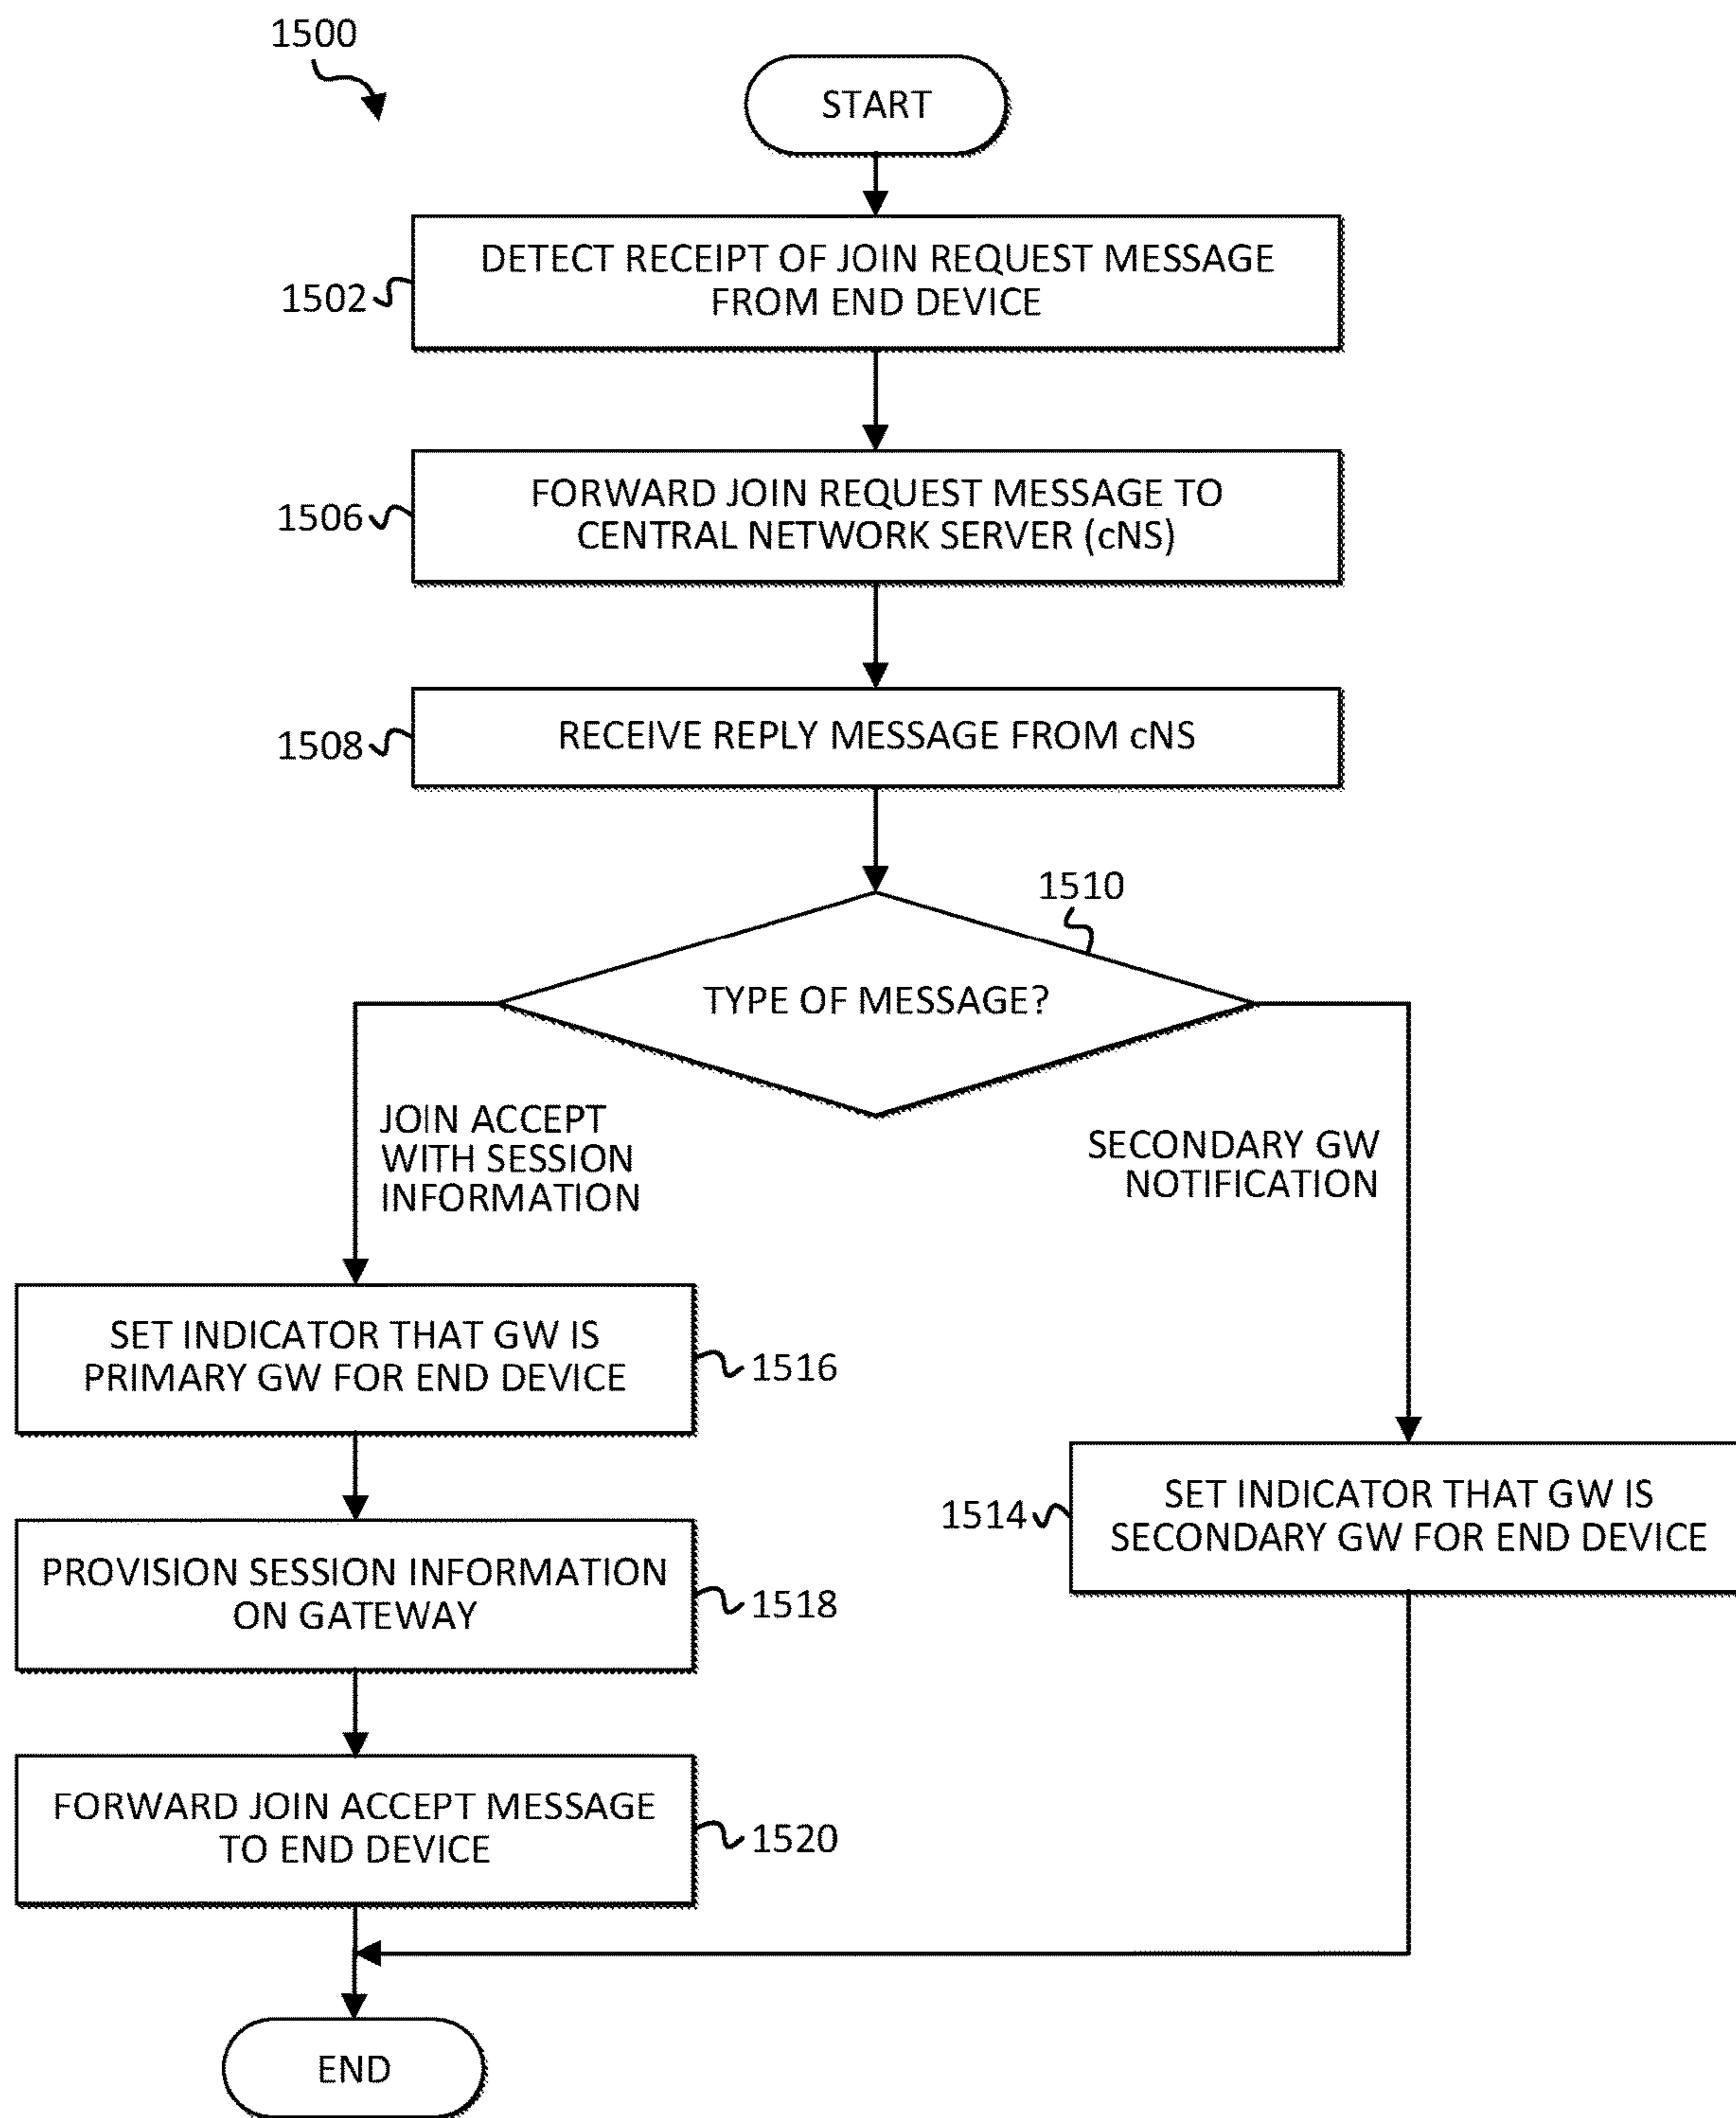 1500
START
DETECT RECEIPT OF JOIN REQUEST MESSAGE
FROM END DEVICE
1502
FORWARD JOIN REQUEST MESSAGE TO
CENTRAL NETWORK SERVER (cNS)
1506
RECEIVE REPLY MESSAGE FROM cNS
1508
1510
TYPE OF MESSAGE?
JOIN ACCEPT
WITH SESSION
INFORMATION
SECONDARY GW
NOTIFICATION
SET INDICATOR THAT GW IS
PRIMARY GW FOR END DEVICE
1516
SET INDICATOR THAT GW IS
SECONDARY GW FOR END DEVICE
1514
PROVISION SESSION INFORMATION
ON GATEWAY
1518
FORWARD JOIN ACCEPT MESSAGE
TO END DEVICE
1520
END